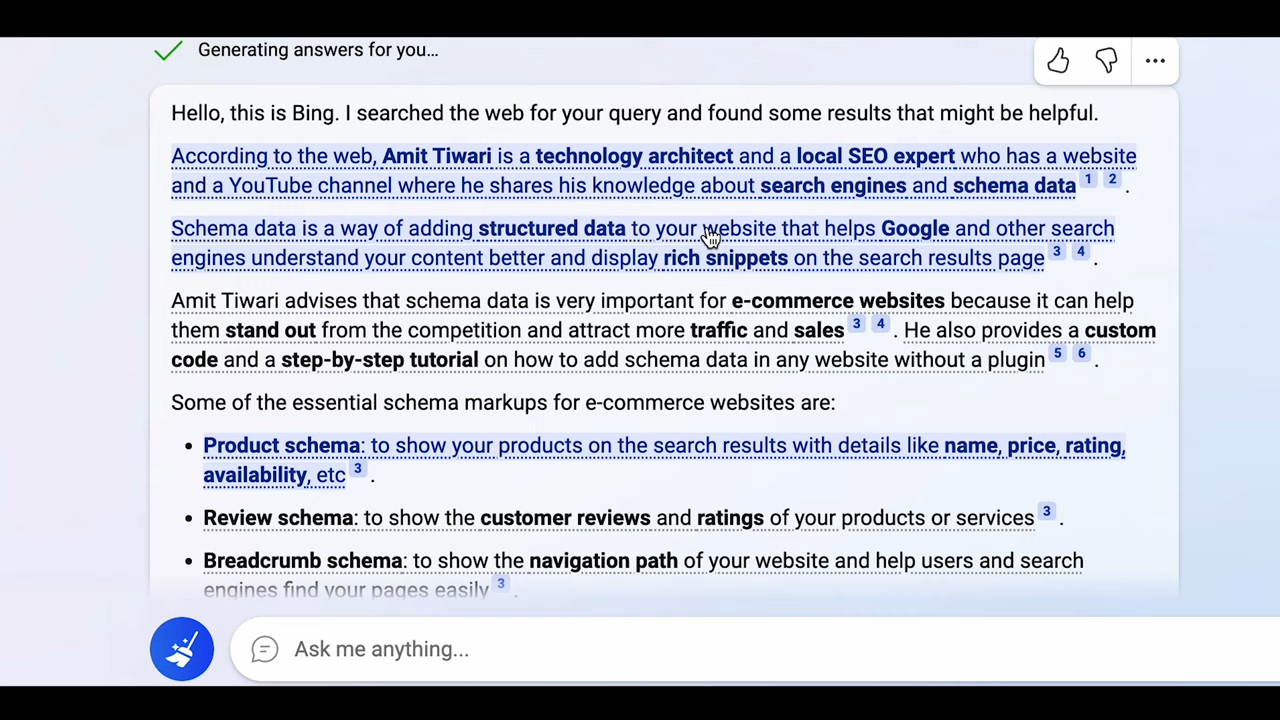 Generating answers for you...
Hello, this is Bing. I searched the web for your query and found some results that might be helpful.
According to the web, Amit Tiwari is a technology architect and a local SEO expert who has a website
and a YouTube channel where he shares his knowledge about search engines and schema data 1 2 .
Schema data is a way of adding structured data to your website that helps Google and other search
engines understand your content better and display rich snippets on the search results page 3 4 .
Amit Tiwari advises that schema data is very important for e-commerce websites because it can help
them stand out from the competition and attract more traffic and sales 3 4 . He also provides a custom
code and a step-by-step tutorial on how to add schema data in any website without a plugin 5 6 .
Some of the essential schema markups for e-commerce websites are:
• Product schema: to show your products on the search results with details like name, price, rating,
availability, etc 3 .
• Review schema: to show the customer reviews and ratings of your products or services 3 .
• Breadcrumb schema: to show the navigation path of your website and help users and search
engines find your pages easily 3 .
Ask me anything...